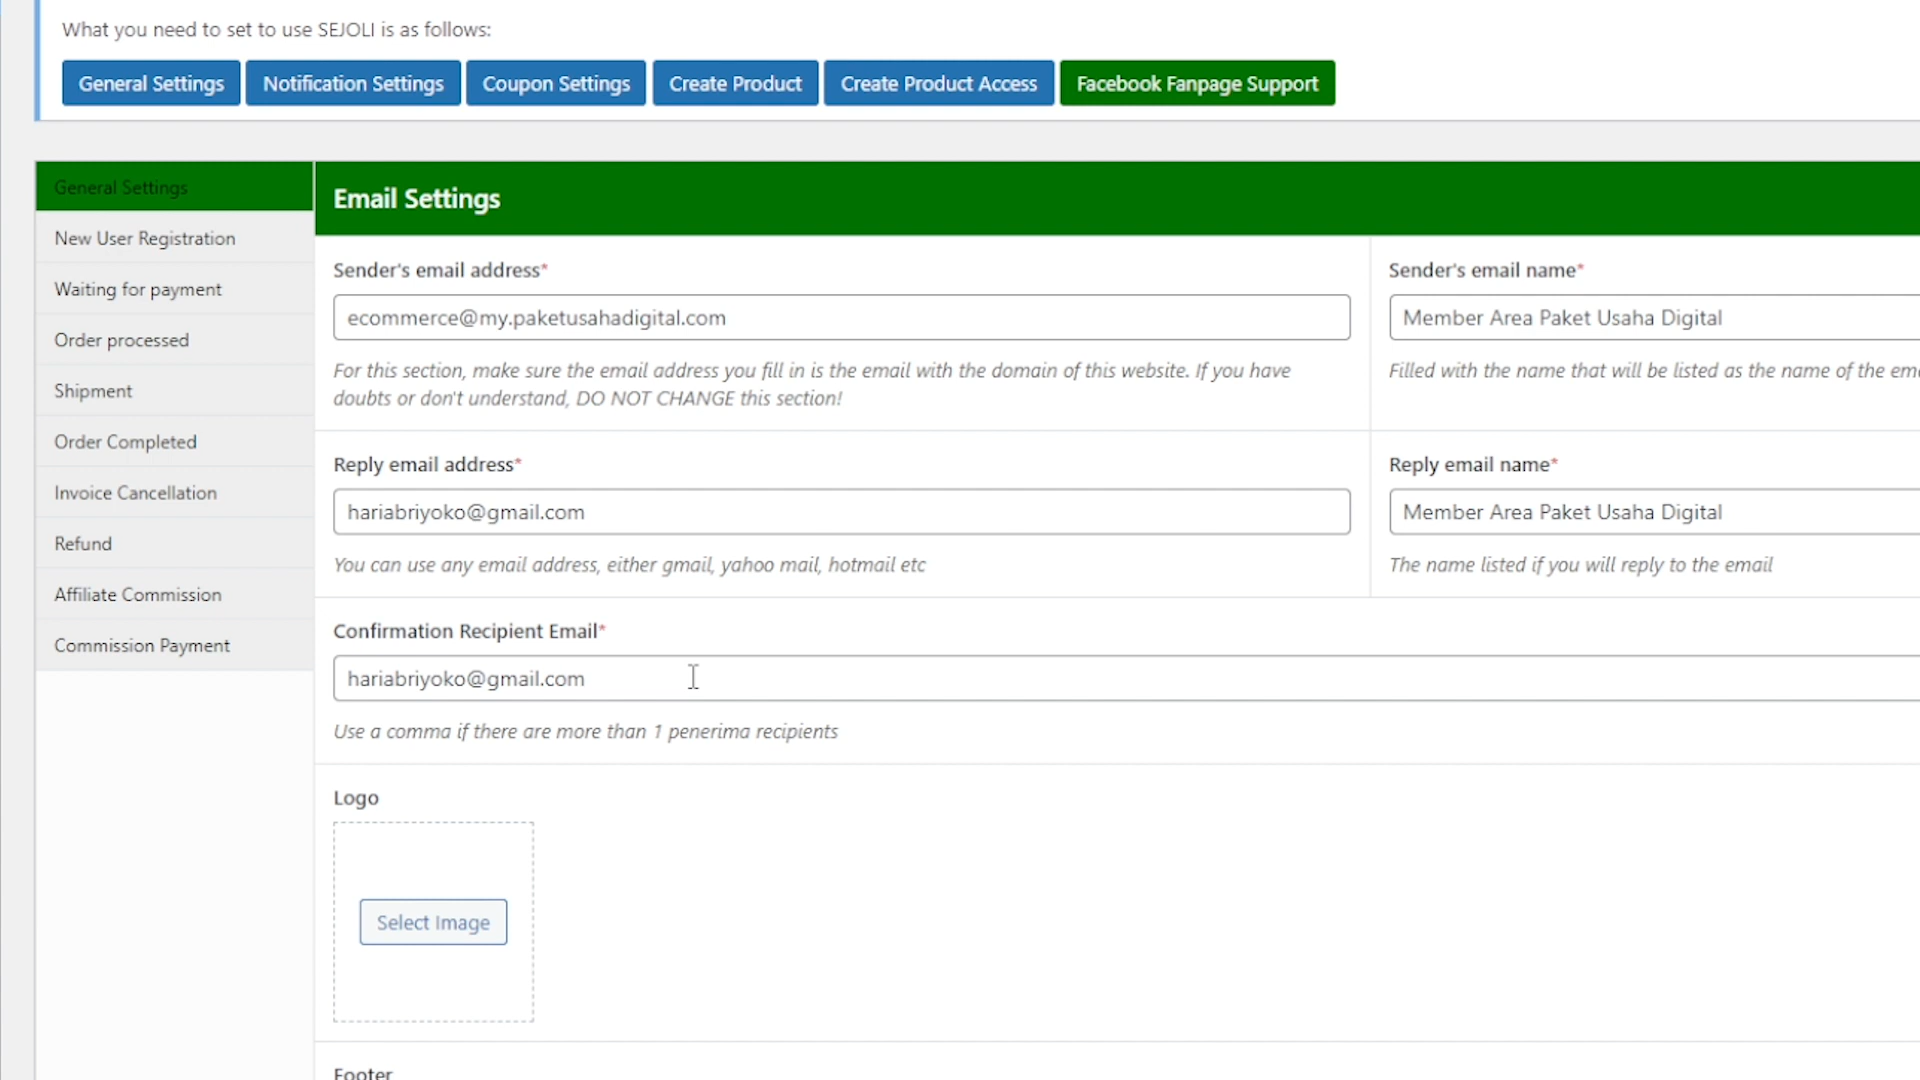 What you need to set to use SEJOLI is as follows:
General Settings
Notification Settings
Coupon Settings
Create Product
Create Product Access
Facebook Fanpage Support
General Settings
New User Registration
Waiting for payment
Order processed
Shipment
Order Completed
Invoice Cancellation
Refund
Affiliate Commission
Commission Payment
Email Settings
Sender's email address*
ecommerce@my.paketusahadigital.com
For this section, make sure the email address you fill in is the email with the domain of this website. If you have
doubts or don't understand, DO NOT CHANGE this section!
Sender's email name*
Member Area Paket Usaha Digital
Filled with the name that will be listed as the name of the
Reply email address*
hariabriyoko@gmail.com
You can use any email address, either gmail, yahoo mail, hotmail etc
Reply email name*
Member Area Paket Usaha Digital
The name listed if you will reply to the email
Confirmation Recipient Email*
hariabriyoko@gmail.com
Use a comma if there are more than 1 penerima recipients
Logo
Select Image
Footer